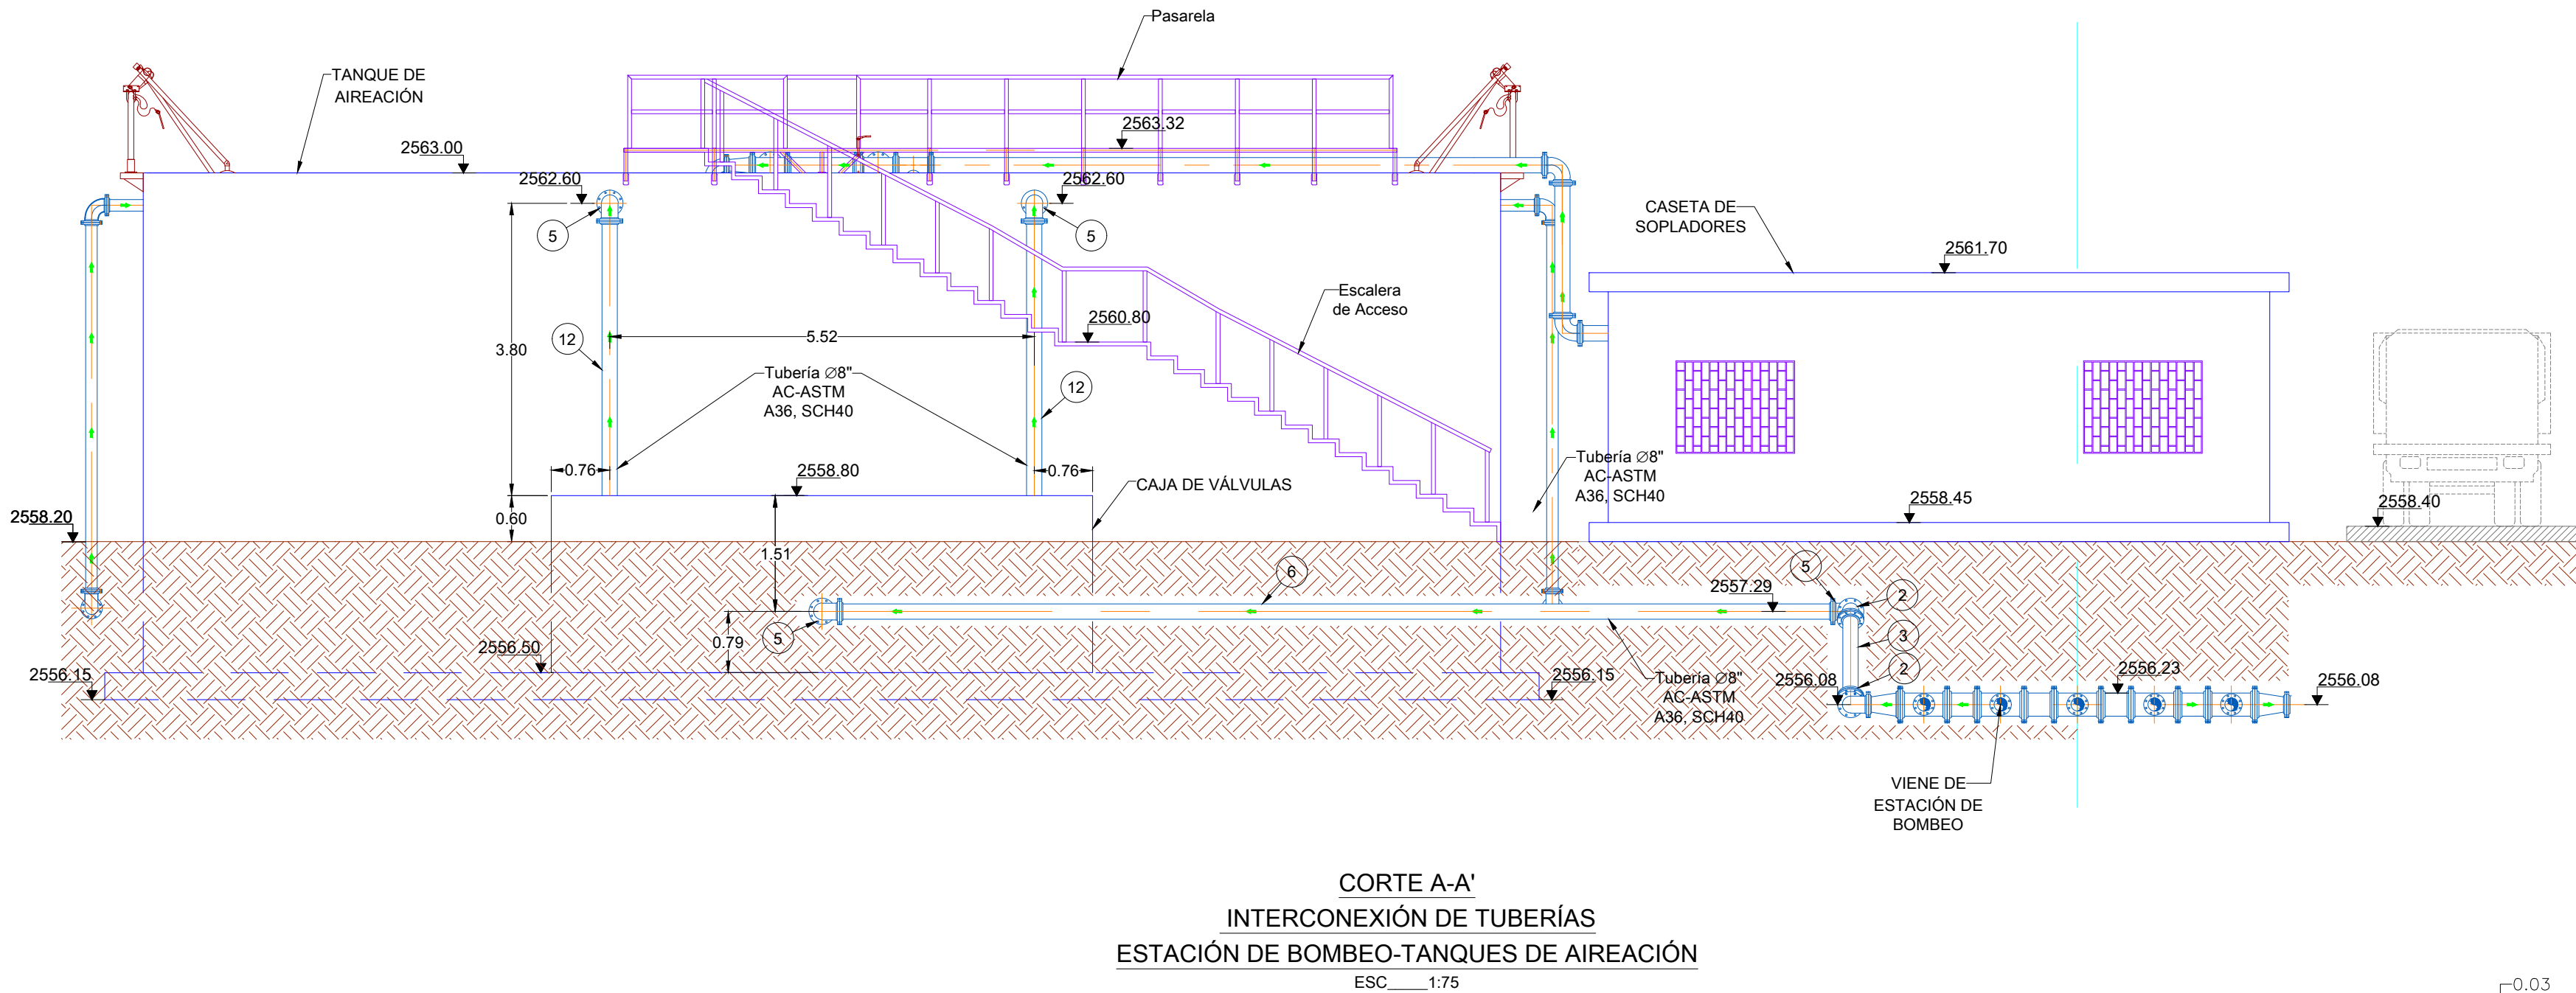 Pasarela
TANQUE DE
AIREACIÓN
2563.00
2563.32
2562.60
2562.60
5
5
CASETA DE
SOPLADORES
2561.70
Escalera
de Acceso
2560.80
3.80
12
5.52
Tubería Ø8"
AC-ASTM
A36, SCH40
12
0.76
2558.80
0.76
CAJA DE VÁLVULAS
Tubería Ø8"
AC-ASTM
A36, SCH40
2558.45
2558.40
2558.20
0.60
1.51
6
5
2557.29
2
5
0.79
3
2556.50
2
2556.15
2556.15
Tubería Ø8"
AC-ASTM
A36, SCH40
2556.08
2556.23
2556.08
VIENE DE
ESTACIÓN DE
BOMBEO
CORTE A-A'
INTERCONEXIÓN DE TUBERÍAS
ESTACIÓN DE BOMBEO-TANQUES DE AIREACIÓN
ESC____1:75
0.03